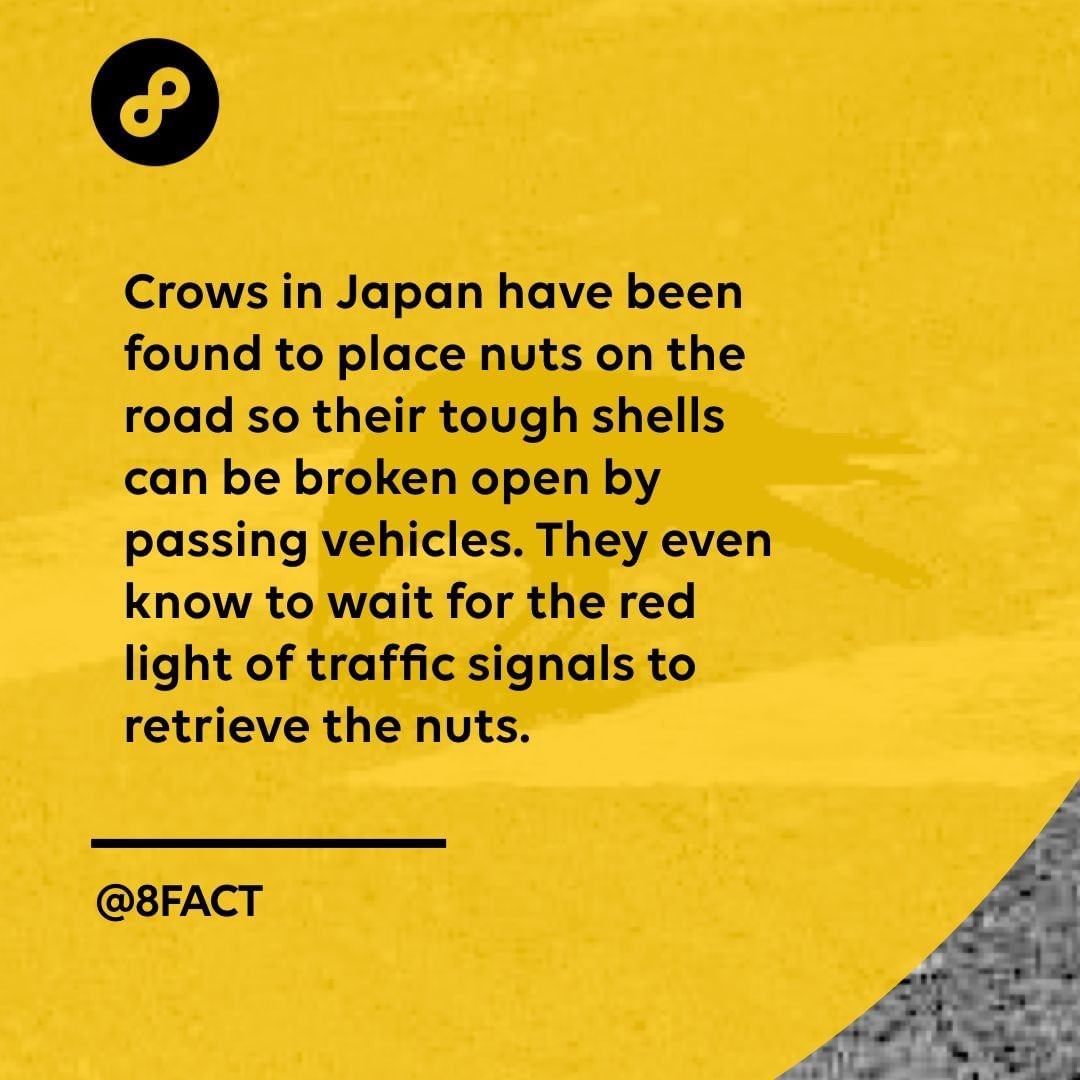 Crows in Japan have been
found to place nuts on the
road so their tough shells
can be broken open by
passing vehicles. They even
know to wait for the red
light of traffic signals to
retrieve the nuts.
@8FACT